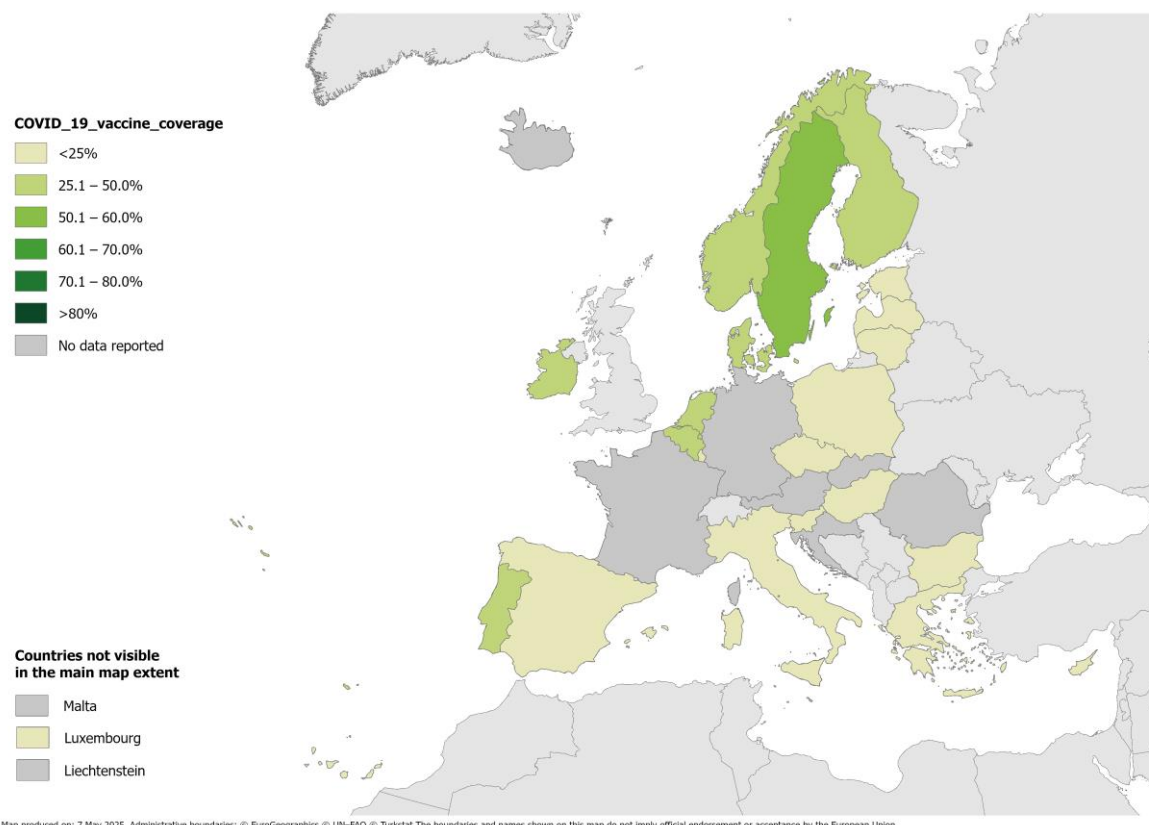 COVID_19_vaccine_coverage
<25%
25.1 – 50.0%
50.1 – 60.0%
60.1 – 70.0%
70.1 – 80.0%
>80%
No data reported
Countries not visible
in the main map extent
Malta
Luxembourg
Liechtenstein
Map produced on: 7 May 2025. Administrative boundaries: © EuroGeographics © UN–FAO © Turkstat.The boundaries and names shown on this map do not imply official endorsement or acceptance by the European Union.